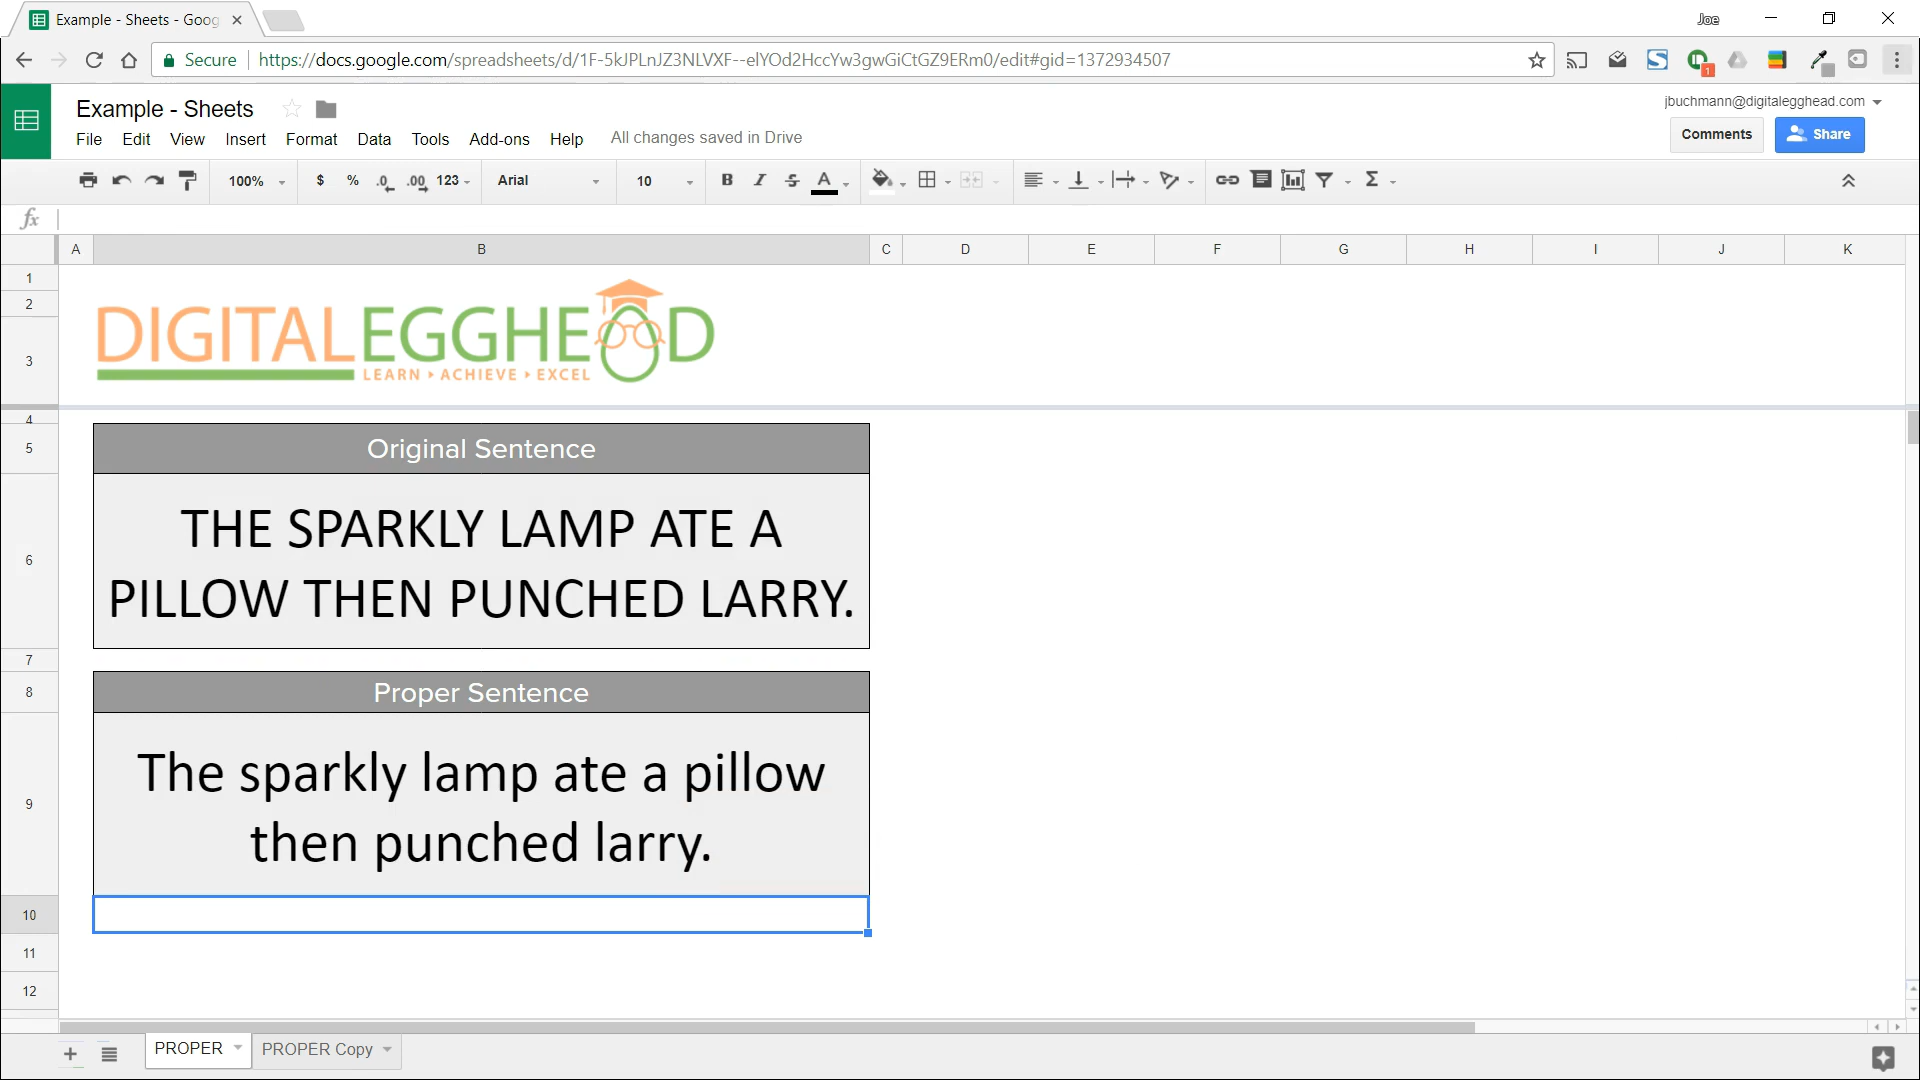 Example - Sheets - Goog
Joe
Secure
https://docs.google.com/spreadsheets/d/1F-5kJPLnJZ3NLVXF--elYOd2HccYw3gwGiCtGZ9ERm0/edit#gid=1372934507
1
Example - Sheets
jbuchmann@digitalegghead.com
File Edit View Insert Format Data Tools Add-ons Help All changes saved in Drive
Comments Share
100% $ % .0 .00 123 Arial 10 B I S A Σ
fx
A B C D E F G H I J K
1
2
DIGITALEGGHEAD
3
LEARN ▸ ACHIEVE ▸ EXCEL
4
5 Original Sentence
THE SPARKLY LAMP ATE A
6
PILLOW THEN PUNCHED LARRY.
7
8 Proper Sentence
The sparkly lamp ate a pillow
9
then punched larry.
10
11
12
PROPER PROPER Copy